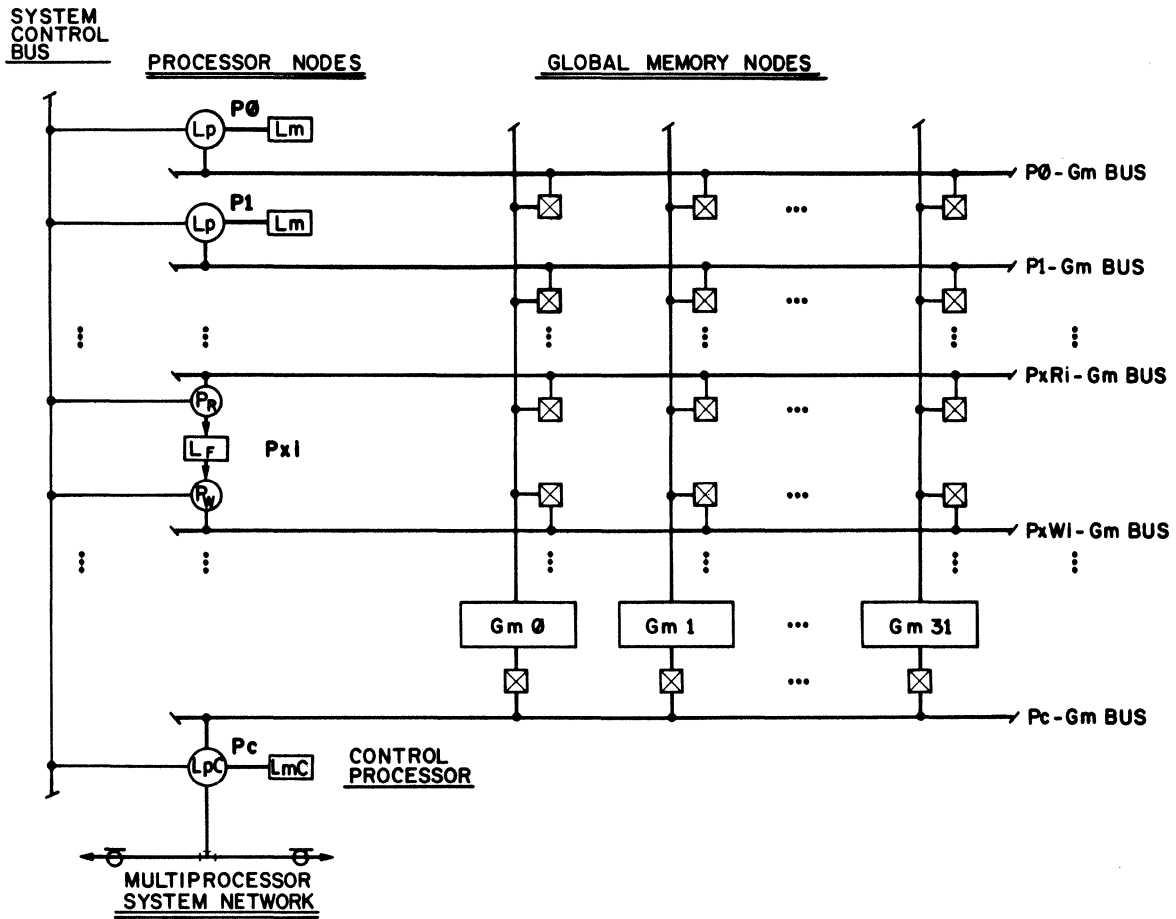 SYSTEM
CONTROL
BUS
PROCESSOR NODES
GLOBAL MEMORY NODES
PØ
Lp
Lm
PØ-Gm BUS
P1
Lp
Lm
...
P1-Gm BUS
...
PxRi-Gm BUS
PR
LF
Pxi
...
PW
...
PxWi-Gm BUS
Gm Ø
Gm 1
...
Gm 31
...
Pc-Gm BUS
Pc
LpC
LmC
CONTROL
PROCESSOR
MULTIPROCESSOR
SYSTEM NETWORK